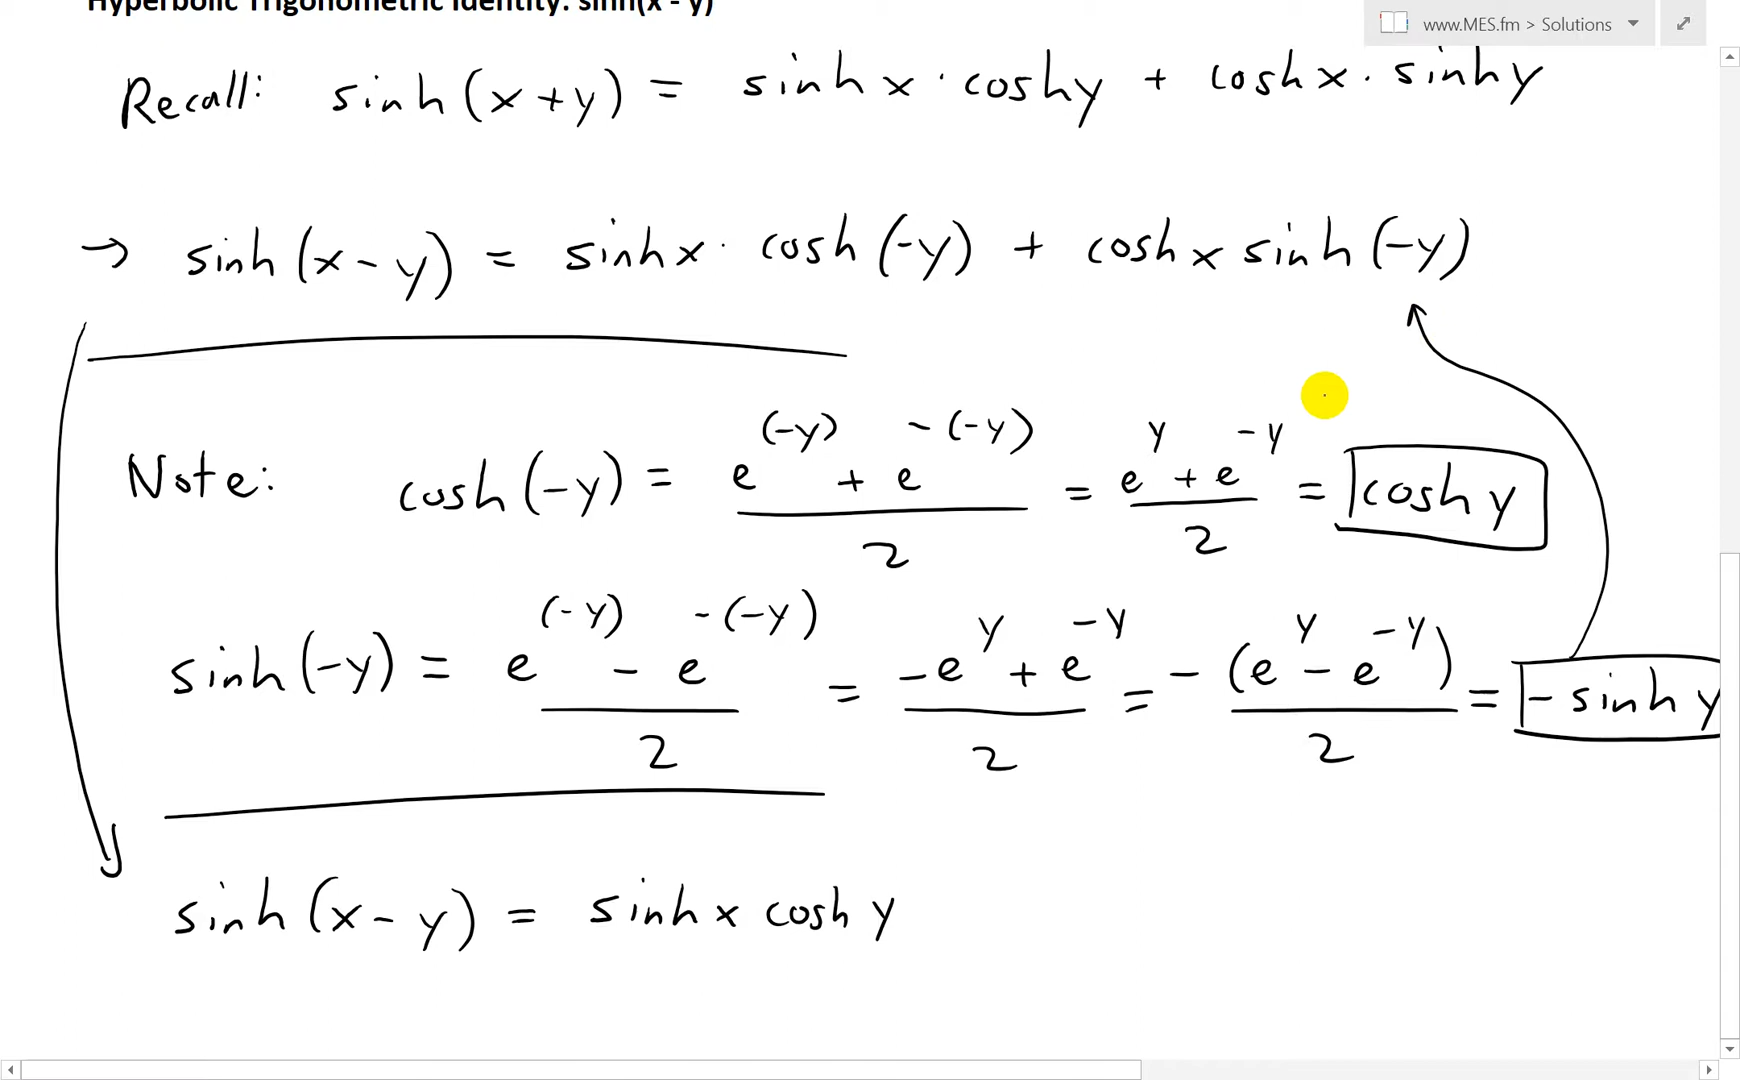 Hyperbolic Trigonometric Identity: sinh(x - y)
www.MES.fm > Solutions
Recall: sinh(x+y) = sinh x · cosh y + cosh x · sinh y
→ sinh(x-y) = sinh x · cosh(-y) + cosh x sinh(-y)
Note: cosh(-y) = (e^(-y) + e^-(-y))/2 = (e^y + e^-y)/2 = cosh y
sinh(-y) = (e^(-y) - e^-(-y))/2 = (-e^y + e^-y)/2 = -(e^y - e^-y)/2 = -sinh y
sinh(x-y) = sinh x cosh y